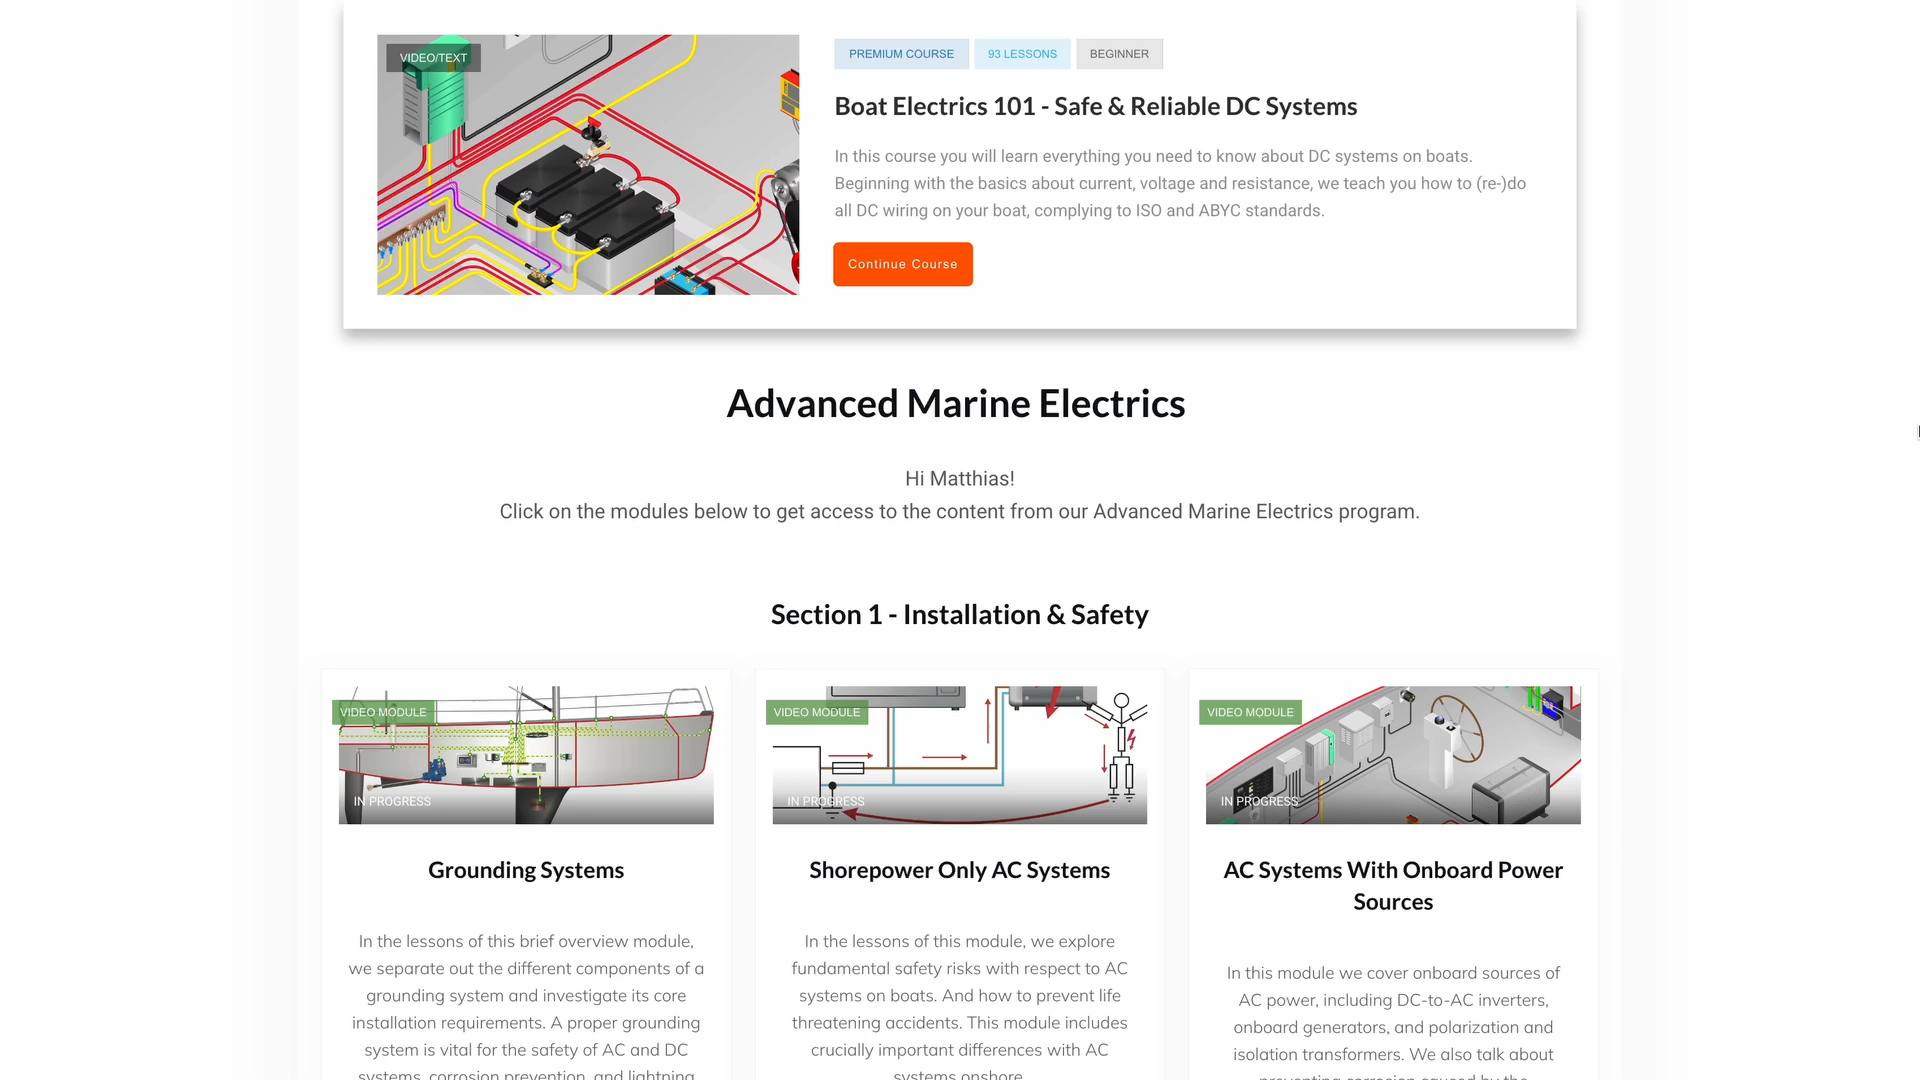 VIDEO/TEXT
PREMIUM COURSE
93 LESSONS
BEGINNER
Boat Electrics 101 - Safe & Reliable DC Systems
In this course you will learn everything you need to know about DC systems on boats.
Beginning with the basics about current, voltage and resistance, we teach you how to (re-)do
all DC wiring on your boat, complying to ISO and ABYC standards.
Continue Course
Advanced Marine Electrics
Hi Matthias!
Click on the modules below to get access to the content from our Advanced Marine Electrics program.
Section 1 - Installation & Safety
VIDEO MODULE
IN PROGRESS
Grounding Systems
In the lessons of this brief overview module,
we separate out the different components of a
grounding system and investigate its core
installation requirements. A proper grounding
system is vital for the safety of AC and DC
systems, corrosion prevention, and lightning
VIDEO MODULE
IN PROGRESS
Shorepower Only AC Systems
In the lessons of this module, we explore
fundamental safety risks with respect to AC
systems on boats. And how to prevent life
threatening accidents. This module includes
crucially important differences with AC
systems onshore.
VIDEO MODULE
IN PROGRESS
AC Systems With Onboard Power
Sources
In this module we cover onboard sources of
AC power, including DC-to-AC inverters,
onboard generators, and polarization and
isolation transformers. We also talk about
preventing corrosion caused by the